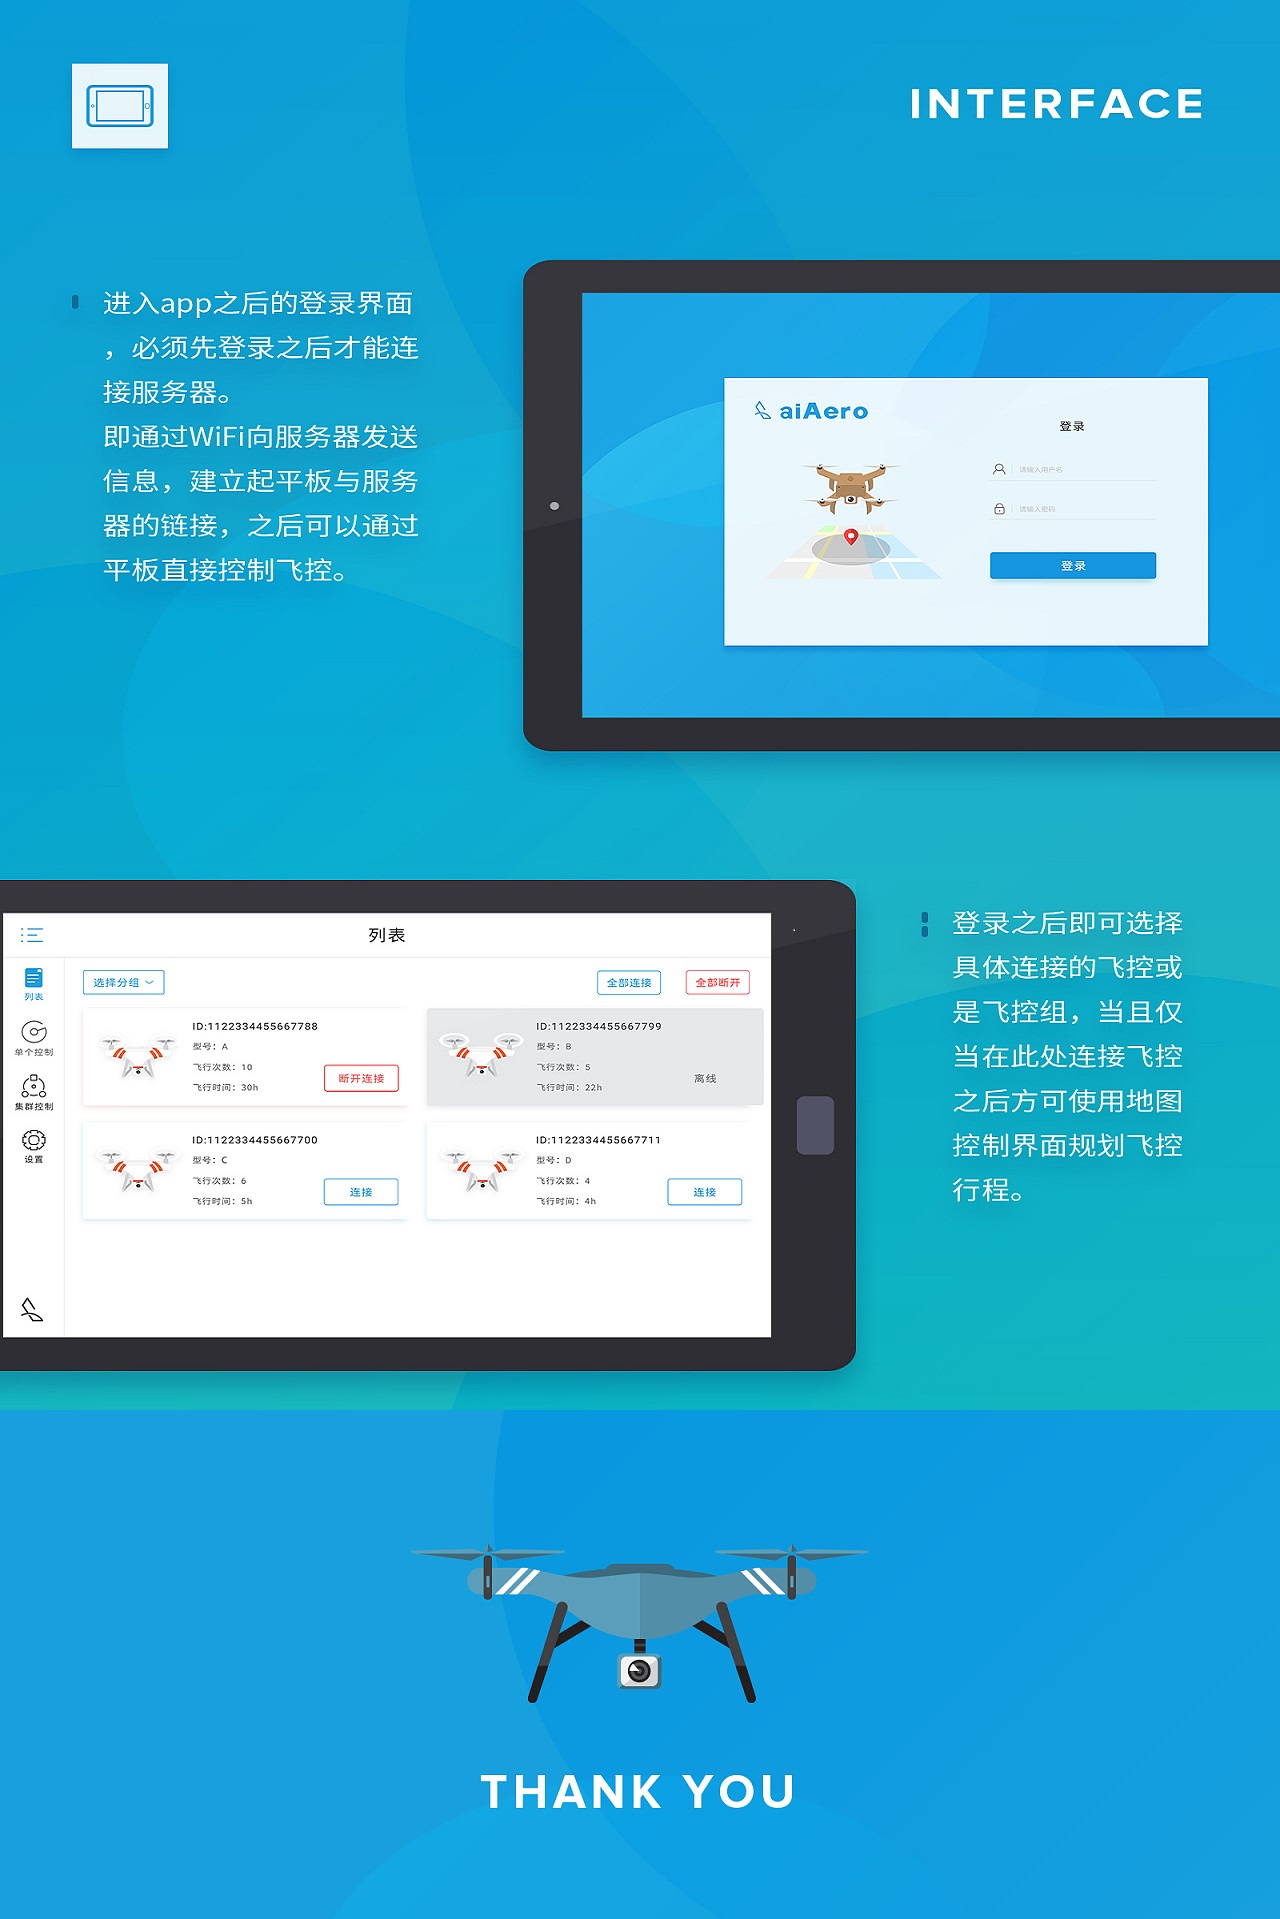 INTERFACE
进入app之后的登录界面
，必须先登录之后才能连
接服务器。
即通过WiFi向服务器发送
信息，建立起平板与服务
器的链接，之后可以通过
平板直接控制飞控。
aiAero
登录
请输入用户名
请输入密码
登录
列表
列表
单个控制
集群控制
设置
选择分组
全部连接
全部断开
ID:1122334455667788
型号：A
飞行次数：10
飞行时间：30h
断开连接
ID:1122334455667799
型号：B
飞行次数：5
飞行时间：22h
离线
ID:1122334455667700
型号：C
飞行次数：6
飞行时间：5h
连接
ID:1122334455667711
型号：D
飞行次数：4
飞行时间：4h
连接
登录之后即可选择
具体连接的飞控或
是飞控组，当且仅
当在此处连接飞控
之后方可使用地图
控制界面规划飞控
行程。
THANK YOU